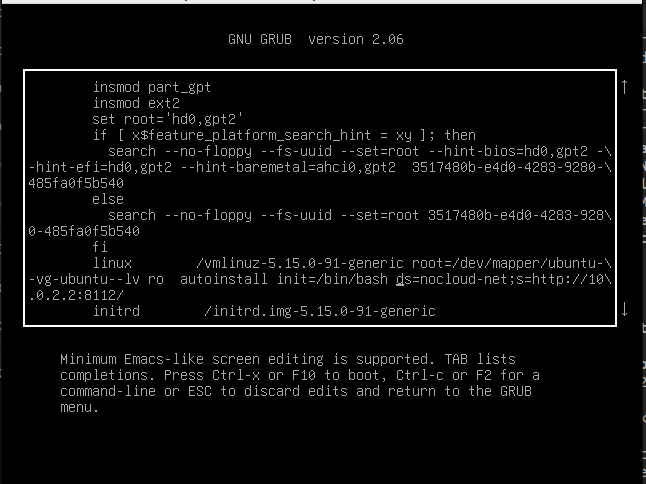 GNU GRUB  version 2.06
insmod part_gpt
insmod ext2
set root='hd0,gpt2'
if [ x$feature_platform_search_hint = xy ]; then
search --no-floppy --fs-uuid --set=root --hint-bios=hd0,gpt2 -\
-hint-efi=hd0,gpt2 --hint-baremetal=ahci0,gpt2  3517480b-e4d0-4283-9280-\
485fa0f5b540
else
search --no-floppy --fs-uuid --set=root 3517480b-e4d0-4283-928\
0-485fa0f5b540
fi
linux        /vmlinuz-5.15.0-91-generic root=/dev/mapper/ubuntu-\
-vg-ubuntu--lv ro  autoinstall init=/bin/bash ds=nocloud-net;s=http://10\
.0.2.2:8112/
initrd        /initrd.img-5.15.0-91-generic
Minimum Emacs-like screen editing is supported. TAB lists
completions. Press Ctrl-x or F10 to boot, Ctrl-c or F2 for a
command-line or ESC to discard edits and return to the GRUB
menu.